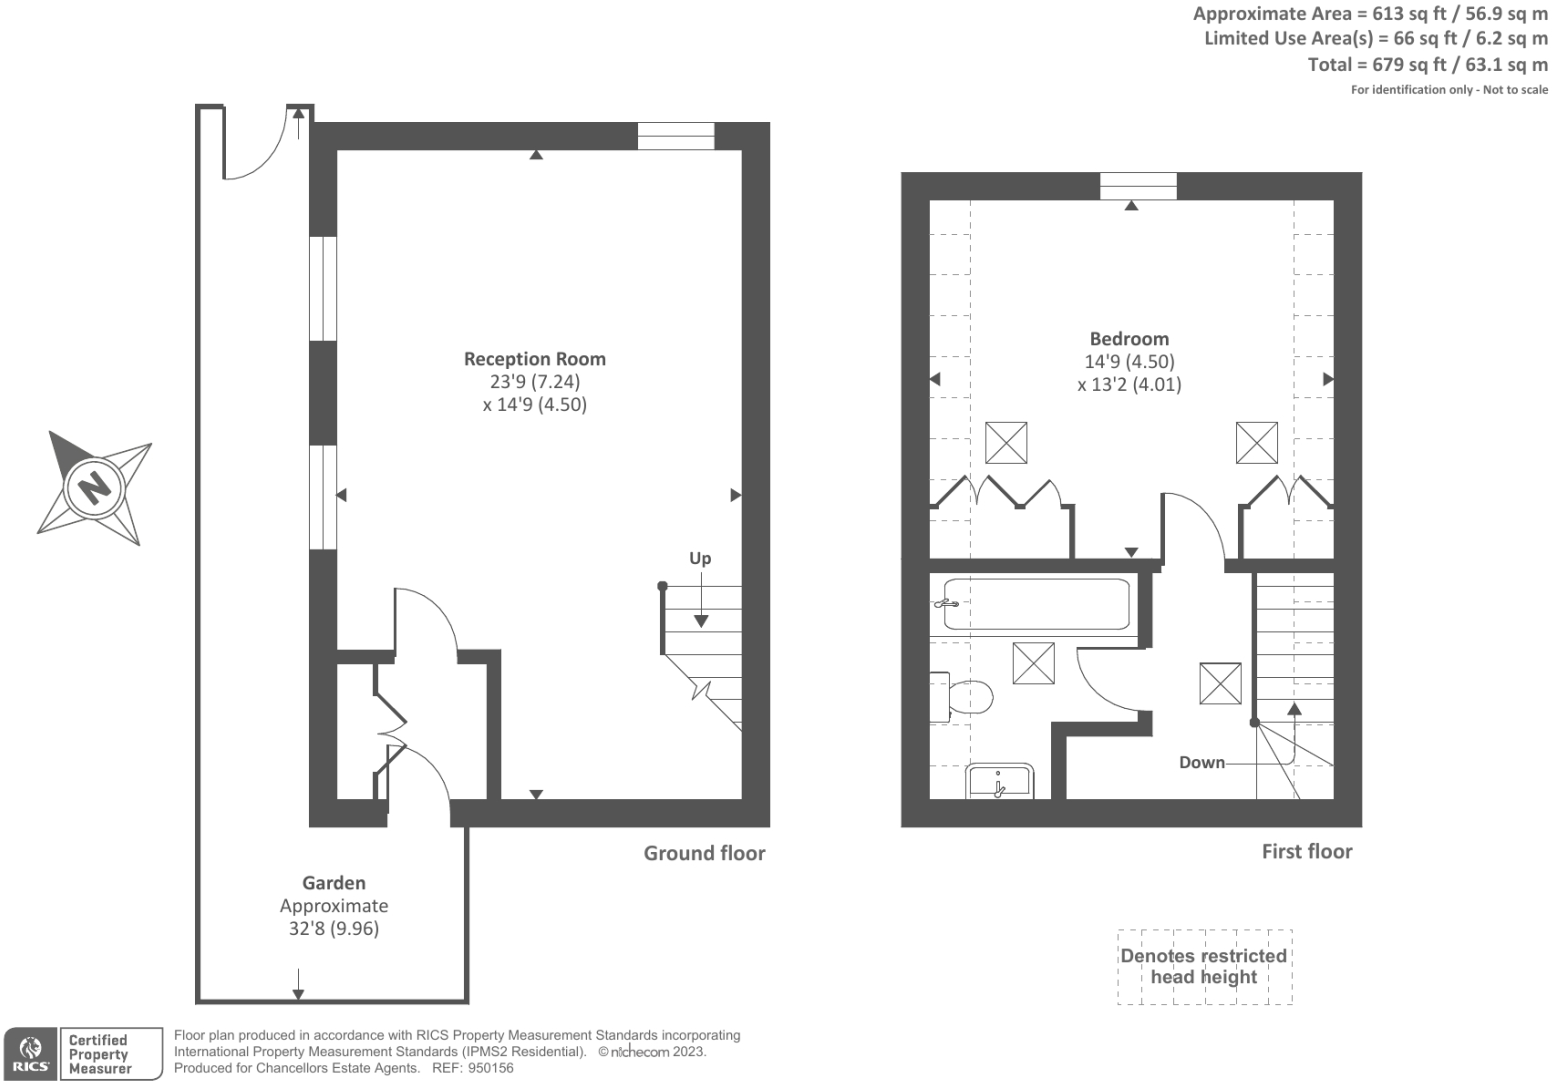 Approximate Area = 613 sq ft / 56.9 sq m
Limited Use Area(s) = 66 sq ft / 6.2 sq m
Total = 679 sq ft / 63.1 sq m
For identification only - Not to scale
Reception Room
23'9 (7.24)
x 14'9 (4.50)
Up
N
Ground floor
Garden
Approximate
32'8 (9.96)
Bedroom
14'9 (4.50)
x 13'2 (4.01)
Down
First floor
Denotes restricted
head height
RICS
Certified
Property
Measurer
Floor plan produced in accordance with RICS Property Measurement Standards incorporating
International Property Measurement Standards (IPMS2 Residential). © nichecom 2023.
Produced for Chancellors Estate Agents. REF: 950156